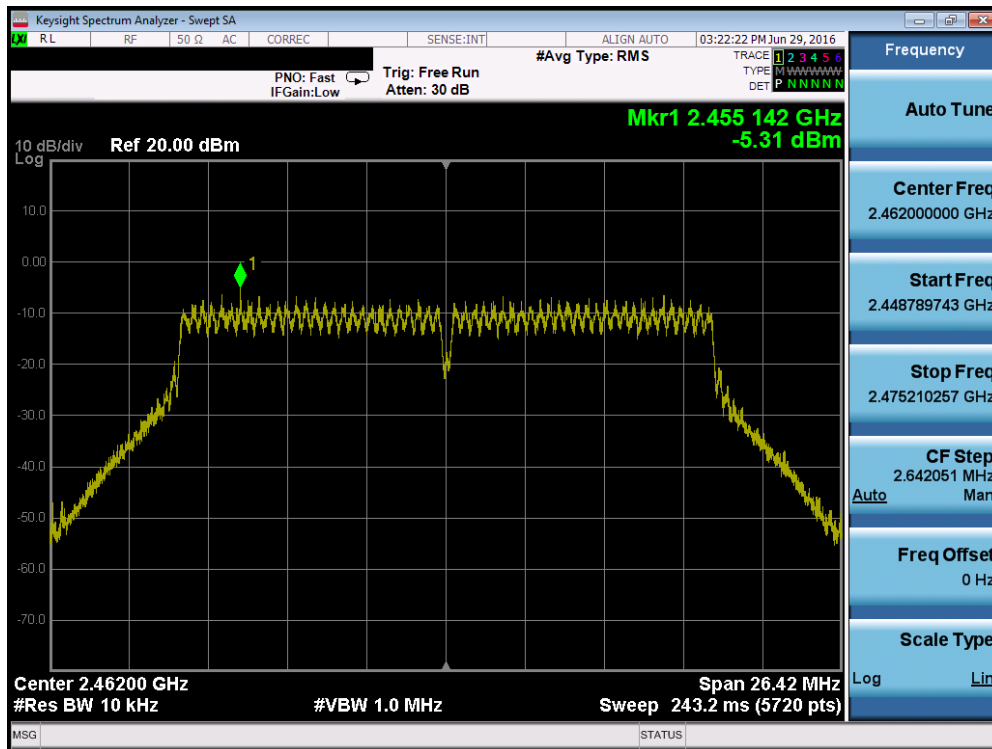 Keysight Spectrum Analyzer - Swept SA
LXI RL RF 50 Ω AC CORREC SENSE:INT ALIGN AUTO 03:22:22 PM Jun 29, 2016
#Avg Type: RMS TRACE 1 2 3 4 5 6
PNO: Fast Trig: Free Run TYPE M WWWWW
IFGain:Low Atten: 30 dB DET P N N N N N
Mkr1 2.455 142 GHz
-5.31 dBm
10 dB/div Ref 20.00 dBm
Log
1
10.0
0.00
-10.0
-20.0
-30.0
-40.0
-50.0
-60.0
-70.0
Center 2.46200 GHz Span 26.42 MHz
#Res BW 10 kHz #VBW 1.0 MHz Sweep 243.2 ms (5720 pts)
MSG STATUS
Frequency
Auto Tune
Center Freq
2.462000000 GHz
Start Freq
2.448789743 GHz
Stop Freq
2.475210257 GHz
CF Step
2.642051 MHz
Auto Man
Freq Offset
0 Hz
Scale Type
Log Lin